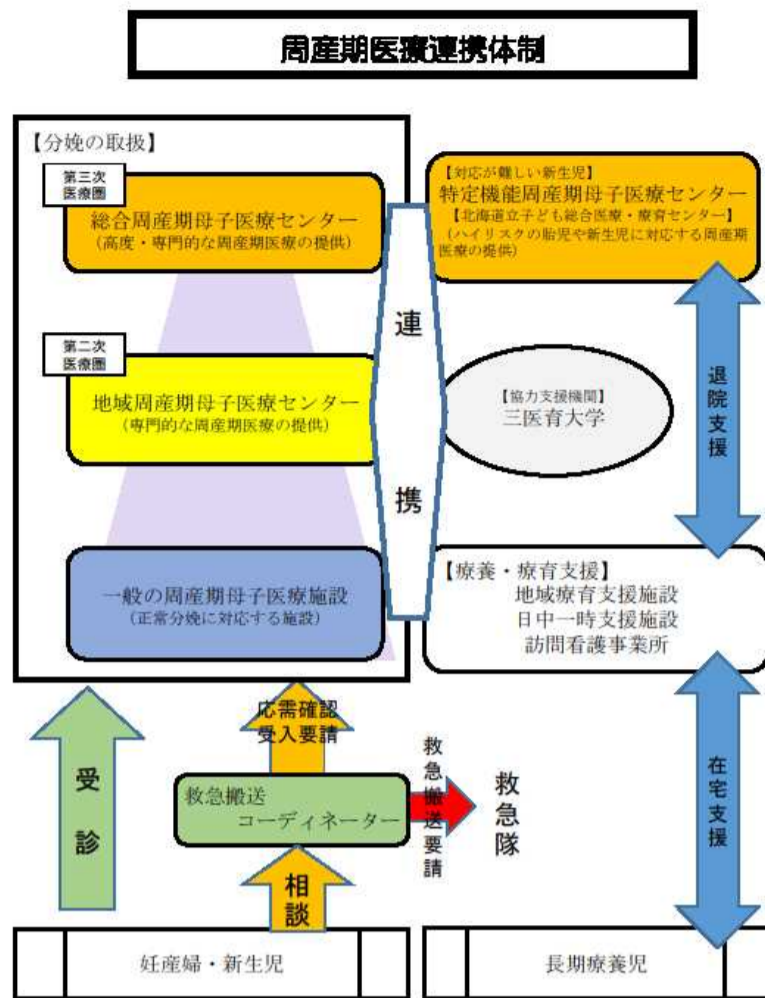 周産期医療連携体制
【分娩の取扱】
第三次
医療圏
総合周産期母子医療センター
(高度・専門的な周産期医療の提供)
第二次
医療圏
地域周産期母子医療センター
(専門的な周産期医療の提供)
一般の周産期母子医療施設
(正常分娩に対応する施設)
連携
【対応が難しい新生児】
特定機能周産期母子医療センター
【北海道立子ども総合医療・療育センター】
(ハイリスクの胎児や新生児に対応する周産期
医療の提供)
【協力支援機関】
三医育大学
退院支援
【療養・療育支援】
地域療育支援施設
日中一時支援施設
訪問看護事業所
受診
応需確認
受入要請
救急搬送
コーディネーター
救急搬送要請
救急隊
相談
在宅支援
妊産婦・新生児
長期療養児